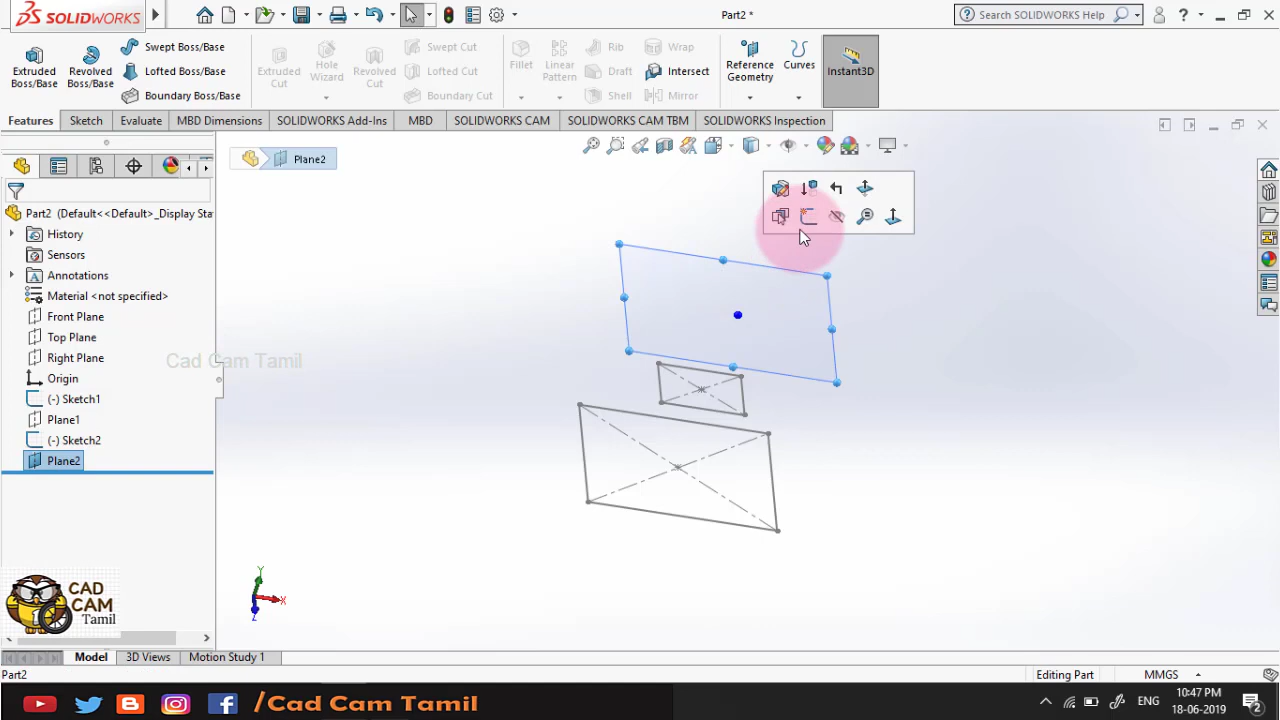 SOLIDWORKS
Part2 *
Search SOLIDWORKS Help
Extruded Boss/Base
Revolved Boss/Base
Swept Boss/Base
Lofted Boss/Base
Boundary Boss/Base
Extruded Cut
Hole Wizard
Revolved Cut
Swept Cut
Lofted Cut
Boundary Cut
Fillet
Linear Pattern
Rib
Draft
Shell
Wrap
Intersect
Mirror
Reference Geometry
Curves
Instant3D
Features
Sketch
Evaluate
MBD Dimensions
SOLIDWORKS Add-Ins
MBD
SOLIDWORKS CAM
SOLIDWORKS CAM TBM
SOLIDWORKS Inspection
Plane2
Part2 (Default<<Default>_Display Sta
History
Sensors
Annotations
Material <not specified>
Front Plane
Top Plane
Right Plane
Origin
(-) Sketch1
Plane1
(-) Sketch2
Plane2
Cad Cam Tamil
Y
X
Z
CAD
CAM
Tamil
Model
3D Views
Motion Study 1
Part2
Editing Part
MMGS
/Cad Cam Tamil
ENG
10:47 PM
18-06-2019
2